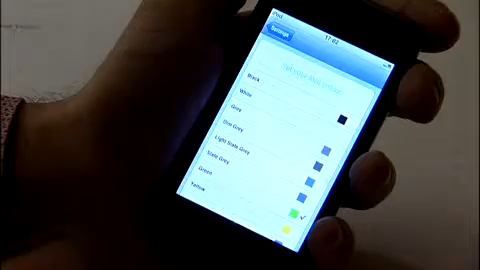 iPod
17:02
Settings
Black
White
Grey
Dim Grey
Light Slate Grey
Slate Grey
Green
Yellow